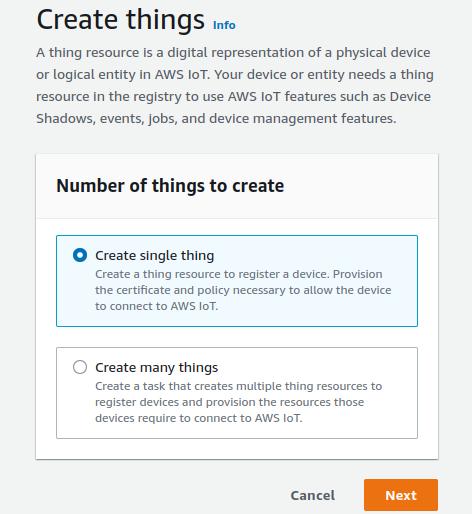 Create things Info
A thing resource is a digital representation of a physical device
or logical entity in AWS IoT. Your device or entity needs a thing
resource in the registry to use AWS IoT features such as Device
Shadows, events, jobs, and device management features.
Number of things to create
Create single thing
Create a thing resource to register a device. Provision
the certificate and policy necessary to allow the device
to connect to AWS IoT.
Create many things
Create a task that creates multiple thing resources to
register devices and provision the resources those
devices require to connect to AWS IoT.
Cancel Next